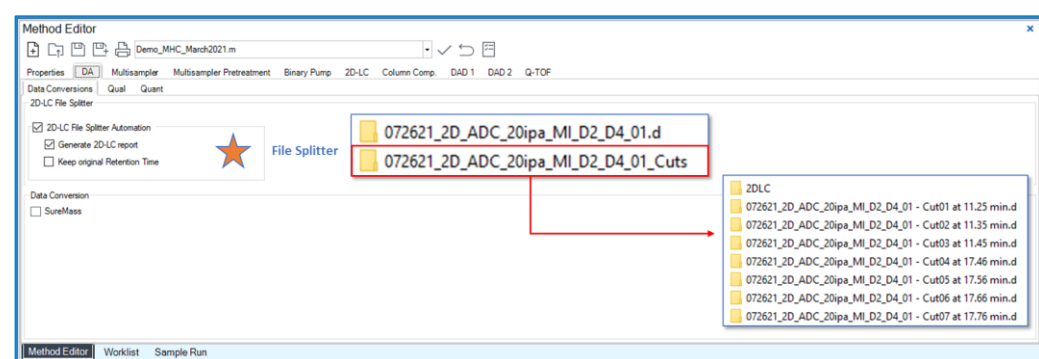 Method Editor
Demo_MHC_March2021.m
Properties DA Multisampler Multisampler Pretreatment Binary Pump 2D-LC Column Comp. DAD 1 DAD 2 Q-TOF
Data Conversions Qual Quant
2D-LC File Splitter
2D-LC File Splitter Automation
Generate 2D-LC report
Keep original Retention Time
File Splitter
072621_2D_ADC_20ipa_MI_D2_D4_01.d
072621_2D_ADC_20ipa_MI_D2_D4_01_Cuts
Data Conversion
SureMass
2DLC
072621_2D_ADC_20ipa_MI_D2_D4_01 - Cut01 at 11.25 min.d
072621_2D_ADC_20ipa_MI_D2_D4_01 - Cut02 at 11.35 min.d
072621_2D_ADC_20ipa_MI_D2_D4_01 - Cut03 at 11.45 min.d
072621_2D_ADC_20ipa_MI_D2_D4_01 - Cut04 at 17.46 min.d
072621_2D_ADC_20ipa_MI_D2_D4_01 - Cut05 at 17.56 min.d
072621_2D_ADC_20ipa_MI_D2_D4_01 - Cut06 at 17.66 min.d
072621_2D_ADC_20ipa_MI_D2_D4_01 - Cut07 at 17.76 min.d
Method Editor Worklist Sample Run